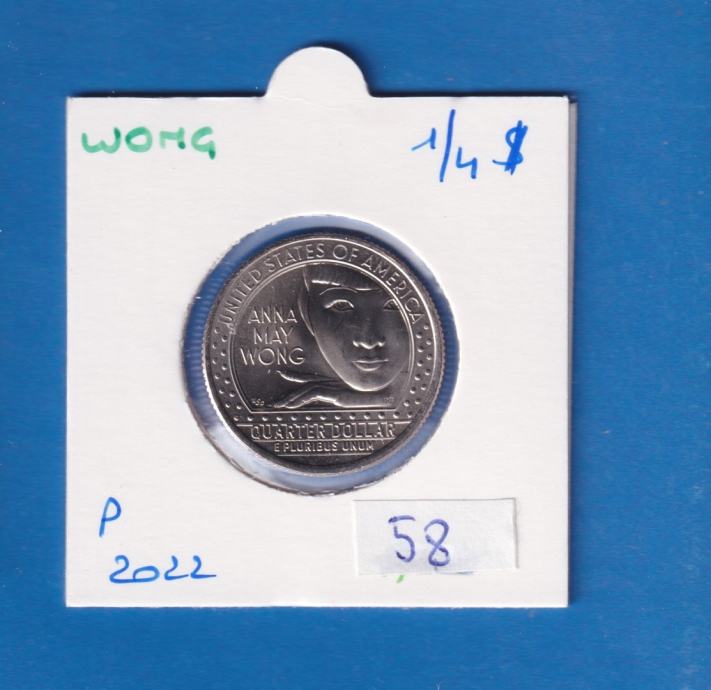 WONG
1/4 $
UNITED STATES OF AMERICA
ANNA
MAY
WONG
QUARTER DOLLAR
E PLURIBUS UNUM
P
2022
58